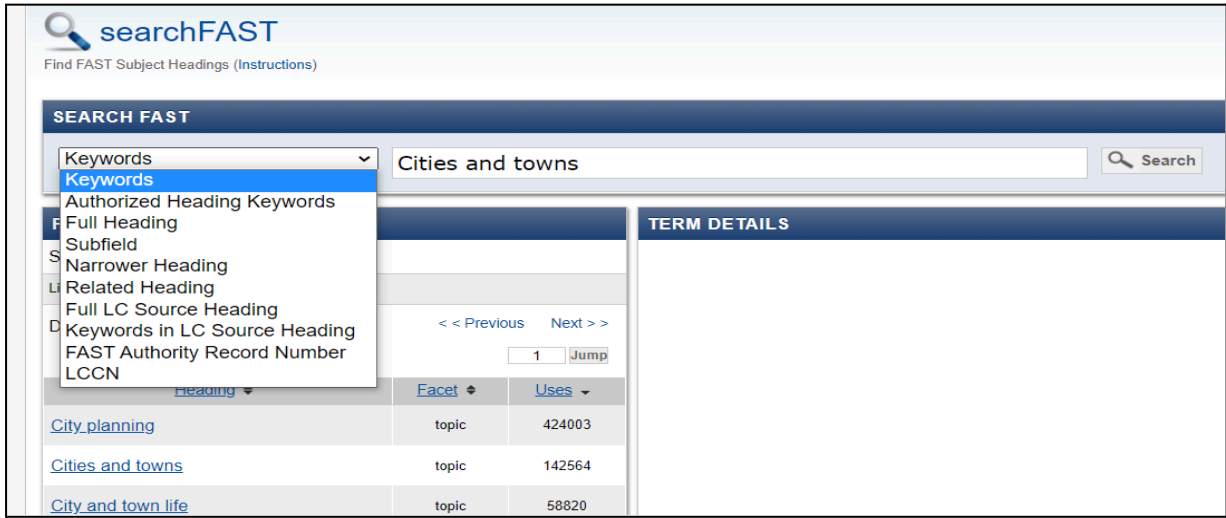 searchFAST
Find FAST Subject Headings (Instructions)
SEARCH FAST
Keywords
Cities and towns
Search
Keywords
Authorized Heading Keywords
Full Heading
Subfield
Narrower Heading
Related Heading
Full LC Source Heading
Keywords in LC Source Heading
FAST Authority Record Number
LCCN
TERM DETAILS
< < Previous Next > >
1 Jump
Heading Facet Uses
City planning topic 424003
Cities and towns topic 142564
City and town life topic 58820